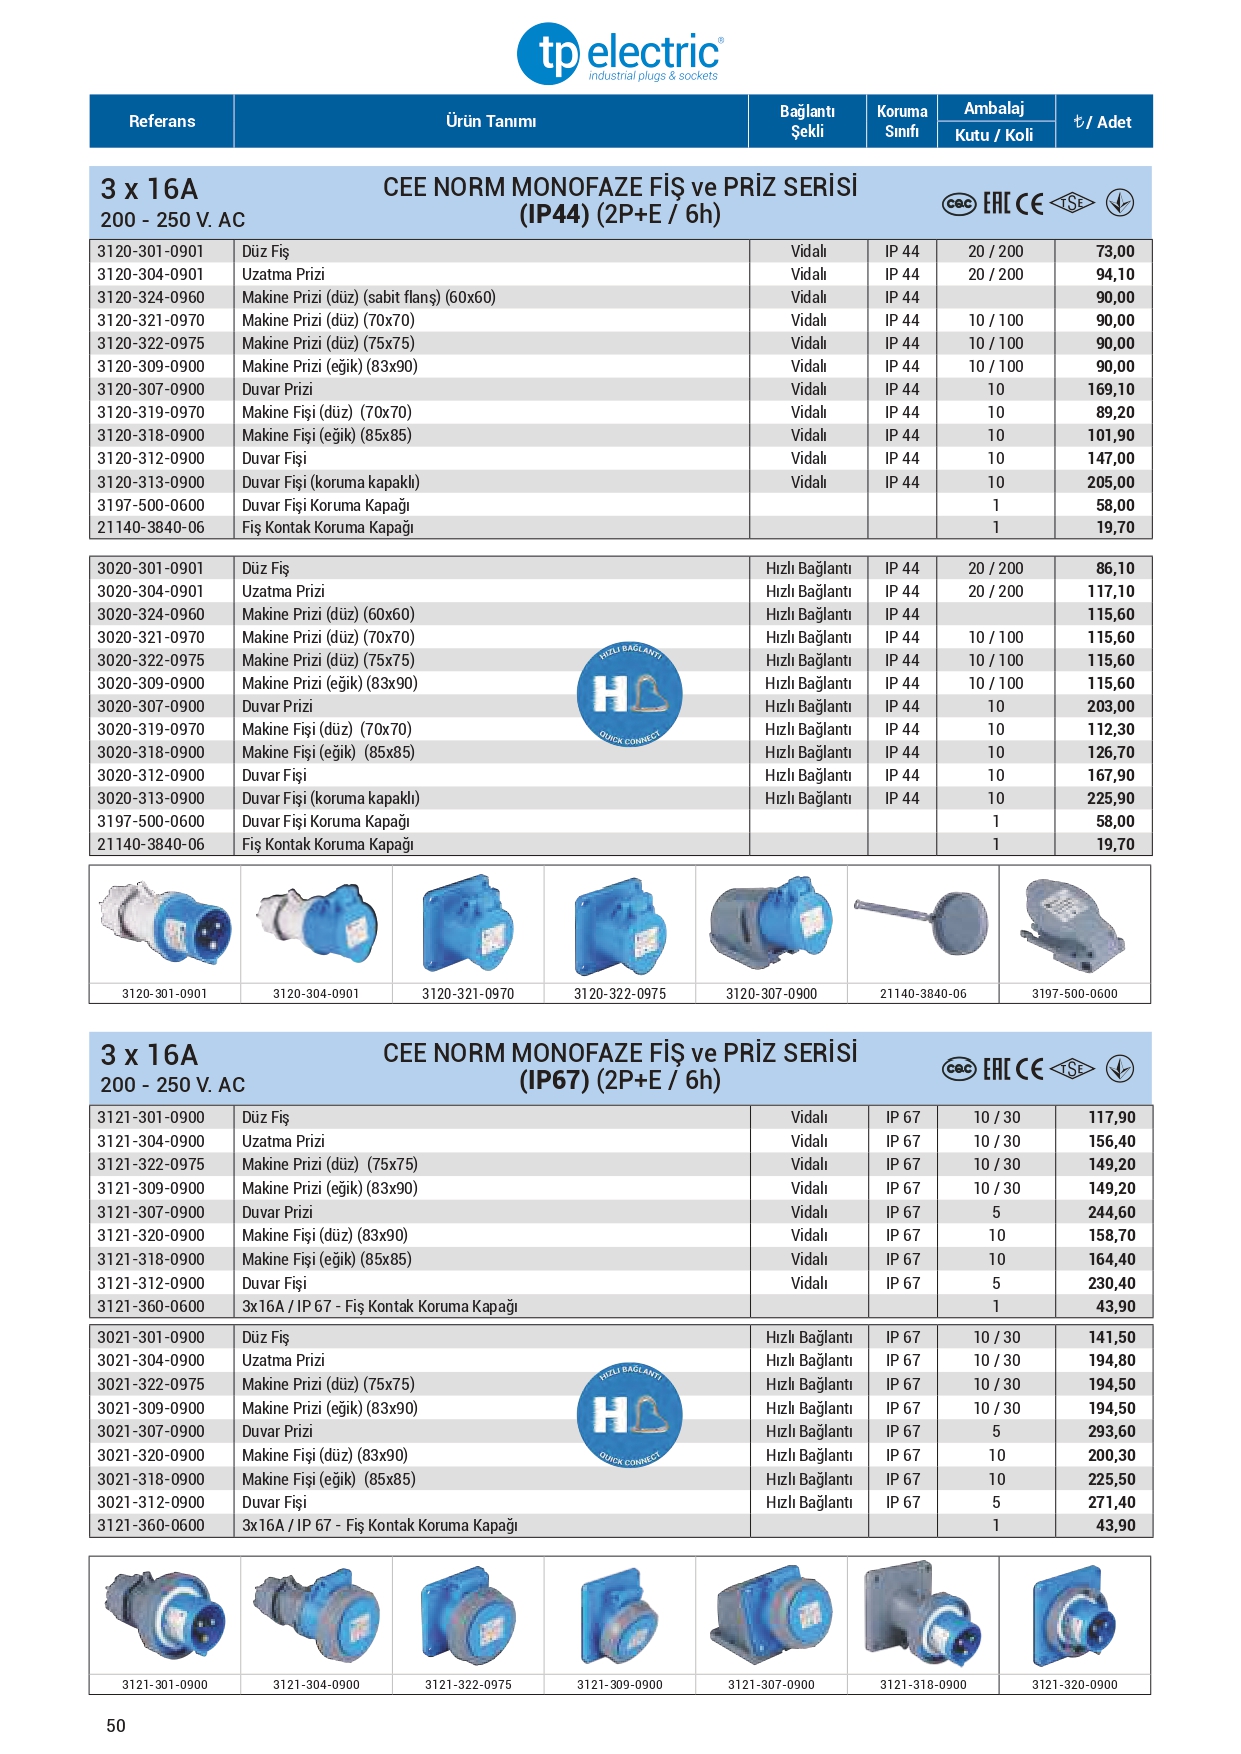 tp electric®
industrial plugs & sockets
Referans Ürün Tanımı Bağlantı Şekli Koruma Sınıfı Ambalaj Kutu / Koli ₺/ Adet
3 x 16A CEE NORM MONOFAZE FİŞ ve PRİZ SERİSİ
200 - 250 V. AC (IP44) (2P+E / 6h)
CQC EAC CE TSE
3120-301-0901 Düz Fiş Vidalı IP 44 20 / 200 73,00
3120-304-0901 Uzatma Prizi Vidalı IP 44 20 / 200 94,10
3120-324-0960 Makine Prizi (düz) (sabit flanş) (60x60) Vidalı IP 44 90,00
3120-321-0970 Makine Prizi (düz) (70x70) Vidalı IP 44 10 / 100 90,00
3120-322-0975 Makine Prizi (düz) (75x75) Vidalı IP 44 10 / 100 90,00
3120-309-0900 Makine Prizi (eğik) (83x90) Vidalı IP 44 10 / 100 90,00
3120-307-0900 Duvar Prizi Vidalı IP 44 10 169,10
3120-319-0970 Makine Fişi (düz) (70x70) Vidalı IP 44 10 89,20
3120-318-0900 Makine Fişi (eğik) (85x85) Vidalı IP 44 10 101,90
3120-312-0900 Duvar Fişi Vidalı IP 44 10 147,00
3120-313-0900 Duvar Fişi (koruma kapaklı) Vidalı IP 44 10 205,00
3197-500-0600 Duvar Fişi Koruma Kapağı 1 58,00
21140-3840-06 Fiş Kontak Koruma Kapağı 1 19,70
3020-301-0901 Düz Fiş Hızlı Bağlantı IP 44 20 / 200 86,10
3020-304-0901 Uzatma Prizi Hızlı Bağlantı IP 44 20 / 200 117,10
3020-324-0960 Makine Prizi (düz) (60x60) Hızlı Bağlantı IP 44 115,60
3020-321-0970 Makine Prizi (düz) (70x70) Hızlı Bağlantı IP 44 10 / 100 115,60
3020-322-0975 Makine Prizi (düz) (75x75) Hızlı Bağlantı IP 44 10 / 100 115,60
3020-309-0900 Makine Prizi (eğik) (83x90) Hızlı Bağlantı IP 44 10 / 100 115,60
3020-307-0900 Duvar Prizi Hızlı Bağlantı IP 44 10 203,00
3020-319-0970 Makine Fişi (düz) (70x70) Hızlı Bağlantı IP 44 10 112,30
3020-318-0900 Makine Fişi (eğik) (85x85) Hızlı Bağlantı IP 44 10 126,70
3020-312-0900 Duvar Fişi Hızlı Bağlantı IP 44 10 167,90
3020-313-0900 Duvar Fişi (koruma kapaklı) Hızlı Bağlantı IP 44 10 225,90
3197-500-0600 Duvar Fişi Koruma Kapağı 1 58,00
21140-3840-06 Fiş Kontak Koruma Kapağı 1 19,70
HIZLI BAĞLANTI
H
QUICK CONNECT
3120-301-0901 3120-304-0901 3120-321-0970 3120-322-0975 3120-307-0900 21140-3840-06 3197-500-0600
3 x 16A CEE NORM MONOFAZE FİŞ ve PRİZ SERİSİ
200 - 250 V. AC (IP67) (2P+E / 6h)
CQC EAC CE TSE
3121-301-0900 Düz Fiş Vidalı IP 67 10 / 30 117,90
3121-304-0900 Uzatma Prizi Vidalı IP 67 10 / 30 156,40
3121-322-0975 Makine Prizi (düz) (75x75) Vidalı IP 67 10 / 30 149,20
3121-309-0900 Makine Prizi (eğik) (83x90) Vidalı IP 67 10 / 30 149,20
3121-307-0900 Duvar Prizi Vidalı IP 67 5 244,60
3121-320-0900 Makine Fişi (düz) (83x90) Vidalı IP 67 10 158,70
3121-318-0900 Makine Fişi (eğik) (85x85) Vidalı IP 67 10 164,40
3121-312-0900 Duvar Fişi Vidalı IP 67 5 230,40
3121-360-0600 3x16A / IP 67 - Fiş Kontak Koruma Kapağı 1 43,90
3021-301-0900 Düz Fiş Hızlı Bağlantı IP 67 10 / 30 141,50
3021-304-0900 Uzatma Prizi Hızlı Bağlantı IP 67 10 / 30 194,80
3021-322-0975 Makine Prizi (düz) (75x75) Hızlı Bağlantı IP 67 10 / 30 194,50
3021-309-0900 Makine Prizi (eğik) (83x90) Hızlı Bağlantı IP 67 10 / 30 194,50
3021-307-0900 Duvar Prizi Hızlı Bağlantı IP 67 5 293,60
3021-320-0900 Makine Fişi (düz) (83x90) Hızlı Bağlantı IP 67 10 200,30
3021-318-0900 Makine Fişi (eğik) (85x85) Hızlı Bağlantı IP 67 10 225,50
3021-312-0900 Duvar Fişi Hızlı Bağlantı IP 67 5 271,40
3121-360-0600 3x16A / IP 67 - Fiş Kontak Koruma Kapağı 1 43,90
HIZLI BAĞLANTI
H
QUICK CONNECT
3121-301-0900 3121-304-0900 3121-322-0975 3121-309-0900 3121-307-0900 3121-318-0900 3121-320-0900
50